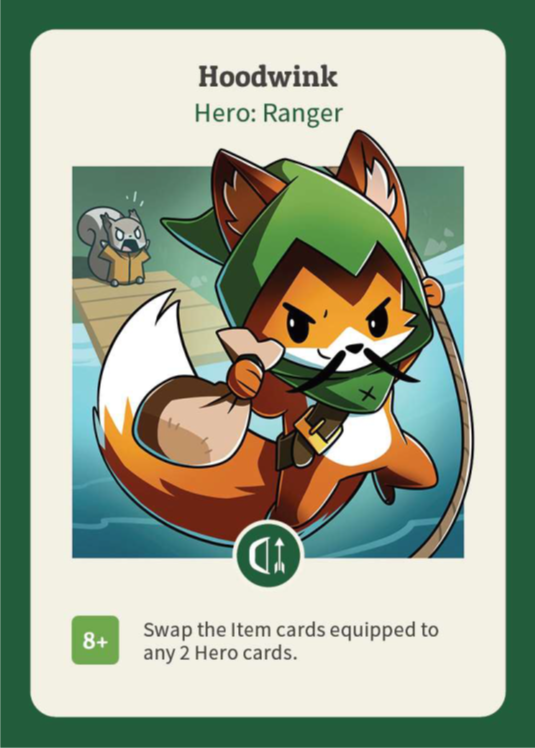 Hoodwink
Hero: Ranger
8+
Swap the Item cards equipped to
any 2 Hero cards.